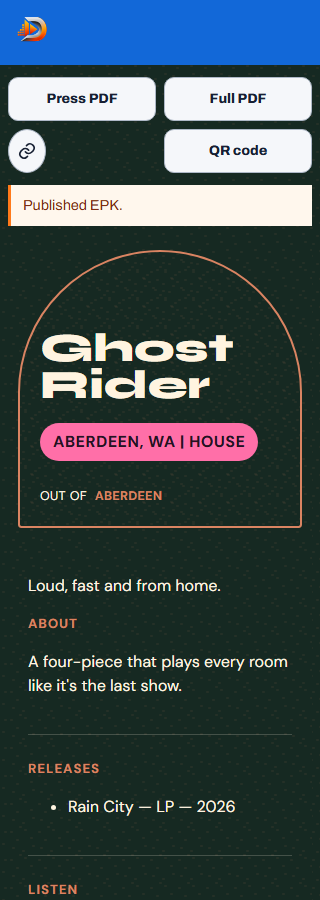 Press PDF
Full PDF
QR code
Published EPK.
Ghost
Rider
ABERDEEN, WA | HOUSE
OUT OF ABERDEEN
Loud, fast and from home.
ABOUT
A four-piece that plays every room
like it's the last show.
RELEASES
• Rain City — LP — 2026
LISTEN